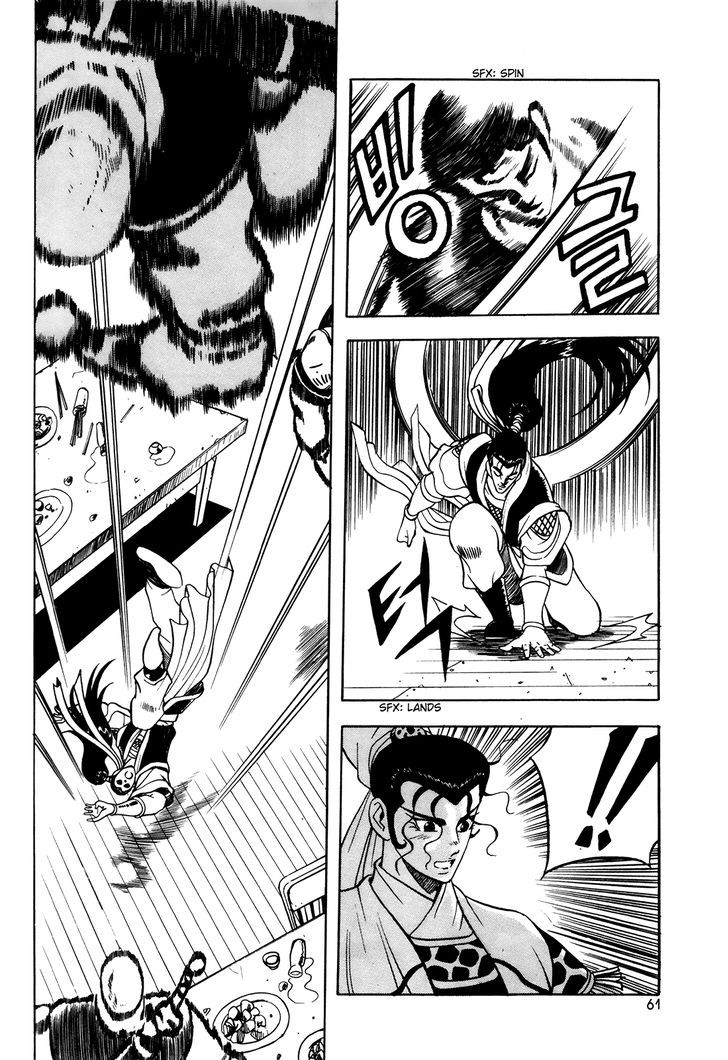 SFX: SPIN
빙
글
턱
SFX: LANDS
!!
61